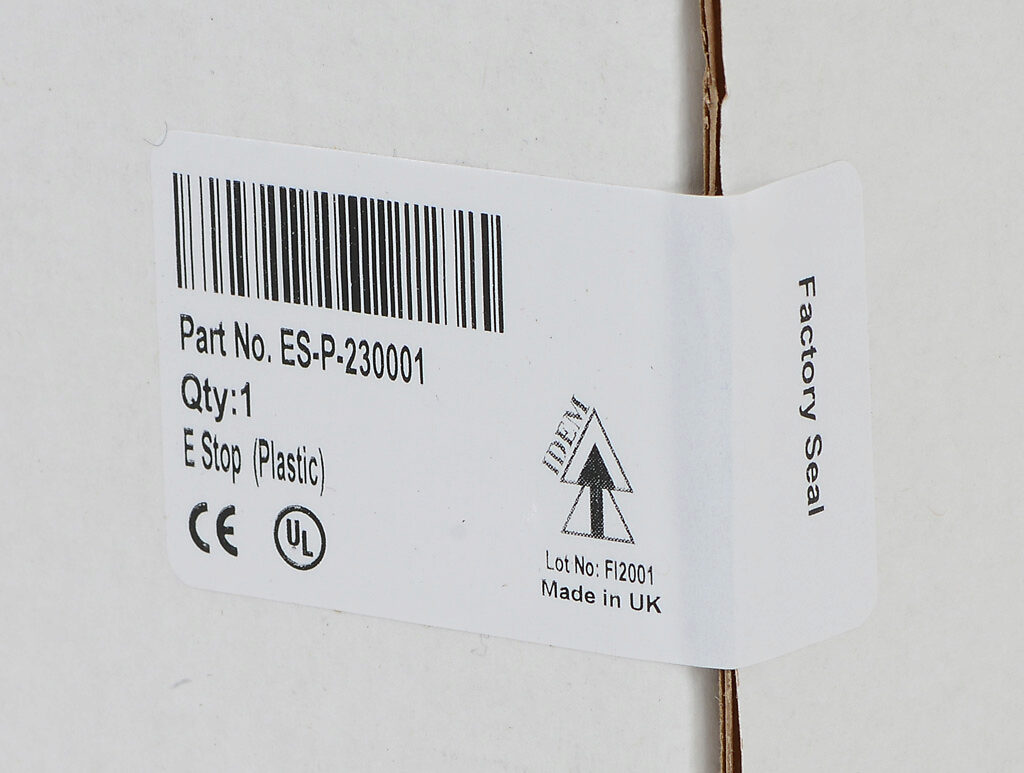 Part No. ES-P-230001
Qty:1
E Stop (Plastic)
CE
UL
IDEM
Lot No: FI2001
Made in UK
Factory Seal